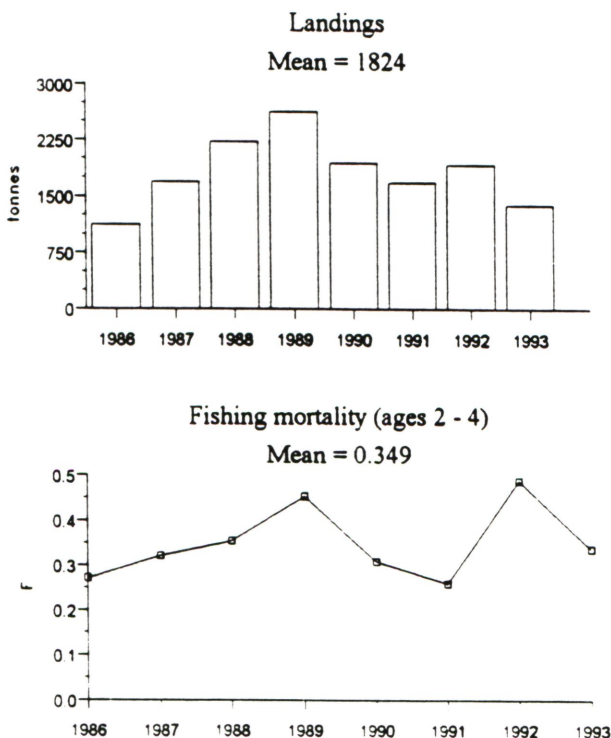 Landings
Mean = 1824
3000
2250
1500
750
0
tonnes
1986 1987 1988 1989 1990 1991 1992 1993
Fishing mortality (ages 2 - 4)
Mean = 0.349
0.5
0.4
0.3
0.2
0.1
0.0
F
1986 1987 1988 1989 1990 1991 1992 1993